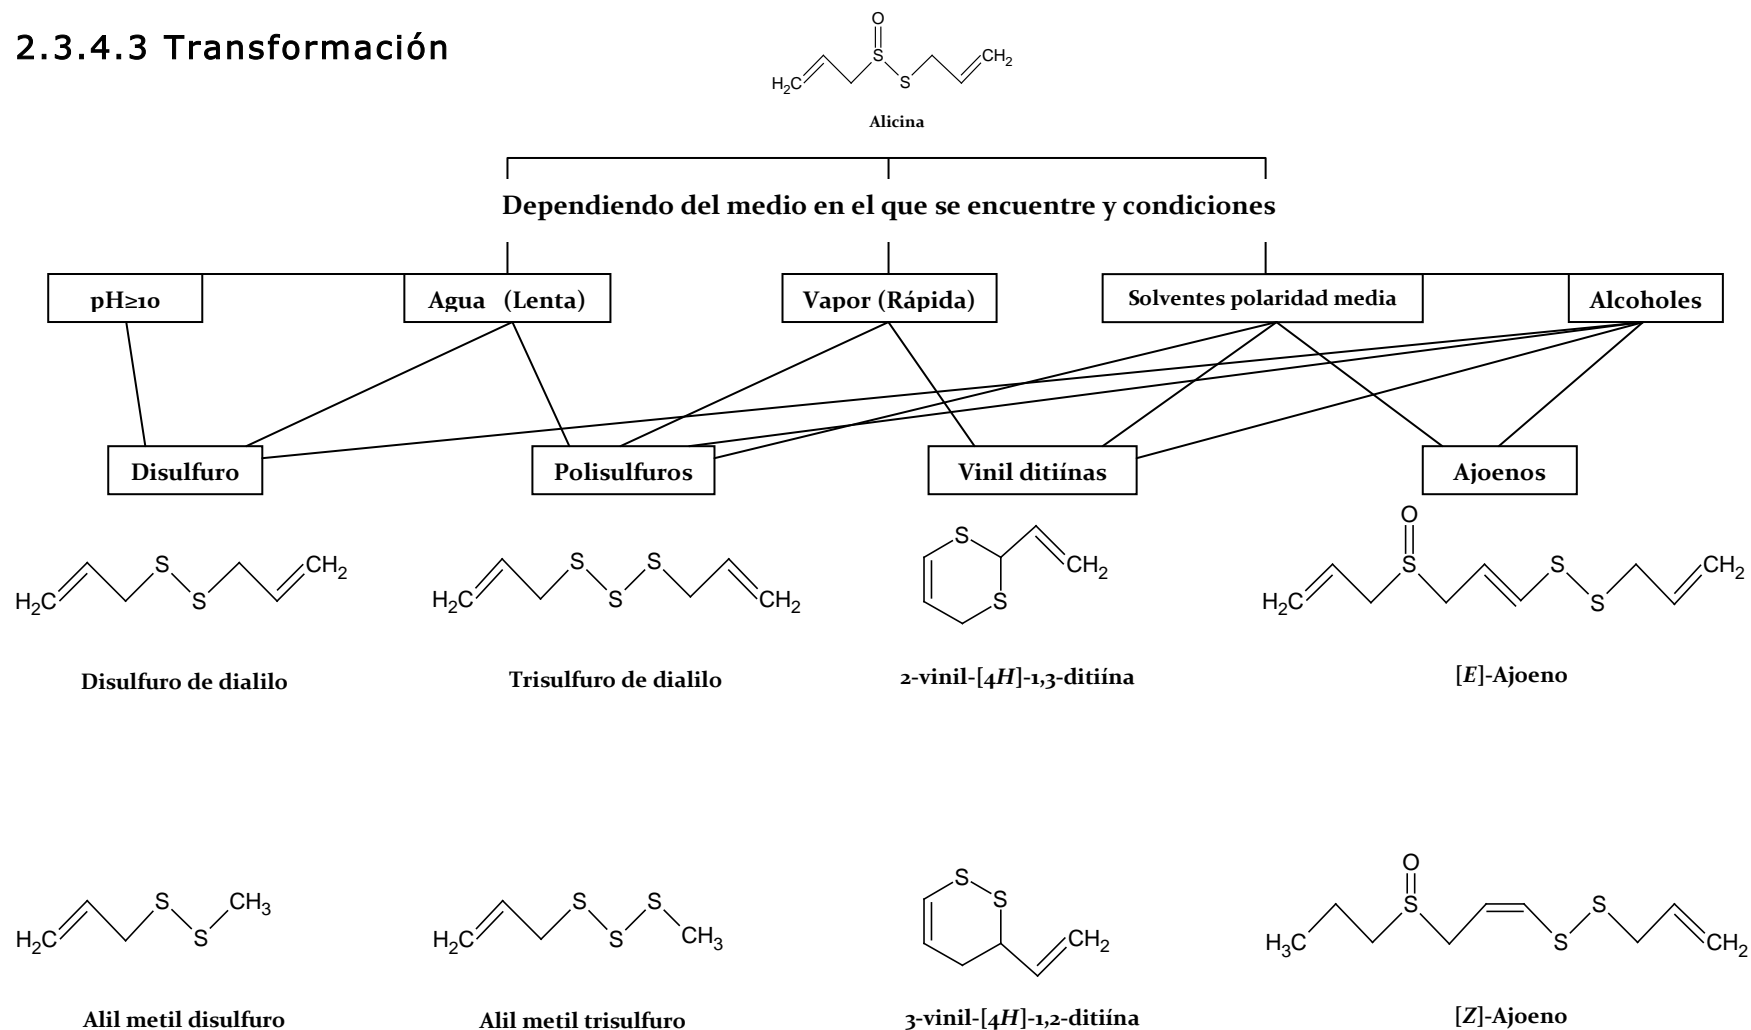 2.3.4.3 Transformación
O
S
S
H2C
CH2
Alicina
Dependiendo del medio en el que se encuentre y condiciones
pH≥10
Agua (Lenta)
Vapor (Rápida)
Solventes polaridad media
Alcoholes
Disulfuro
Polisulfuros
Vinil ditiínas
Ajoenos
H2C
S
S
CH2
H2C
S
S
S
CH2
S
S
CH2
H2C
O
S
S
S
CH2
Disulfuro de dialilo
Trisulfuro de dialilo
2-vinil-[4H]-1,3-ditiína
[E]-Ajoeno
H2C
S
S
CH3
H2C
S
S
S
CH3
S
S
CH2
H3C
O
S
S
S
CH2
Alil metil disulfuro
Alil metil trisulfuro
3-vinil-[4H]-1,2-ditiína
[Z]-Ajoeno